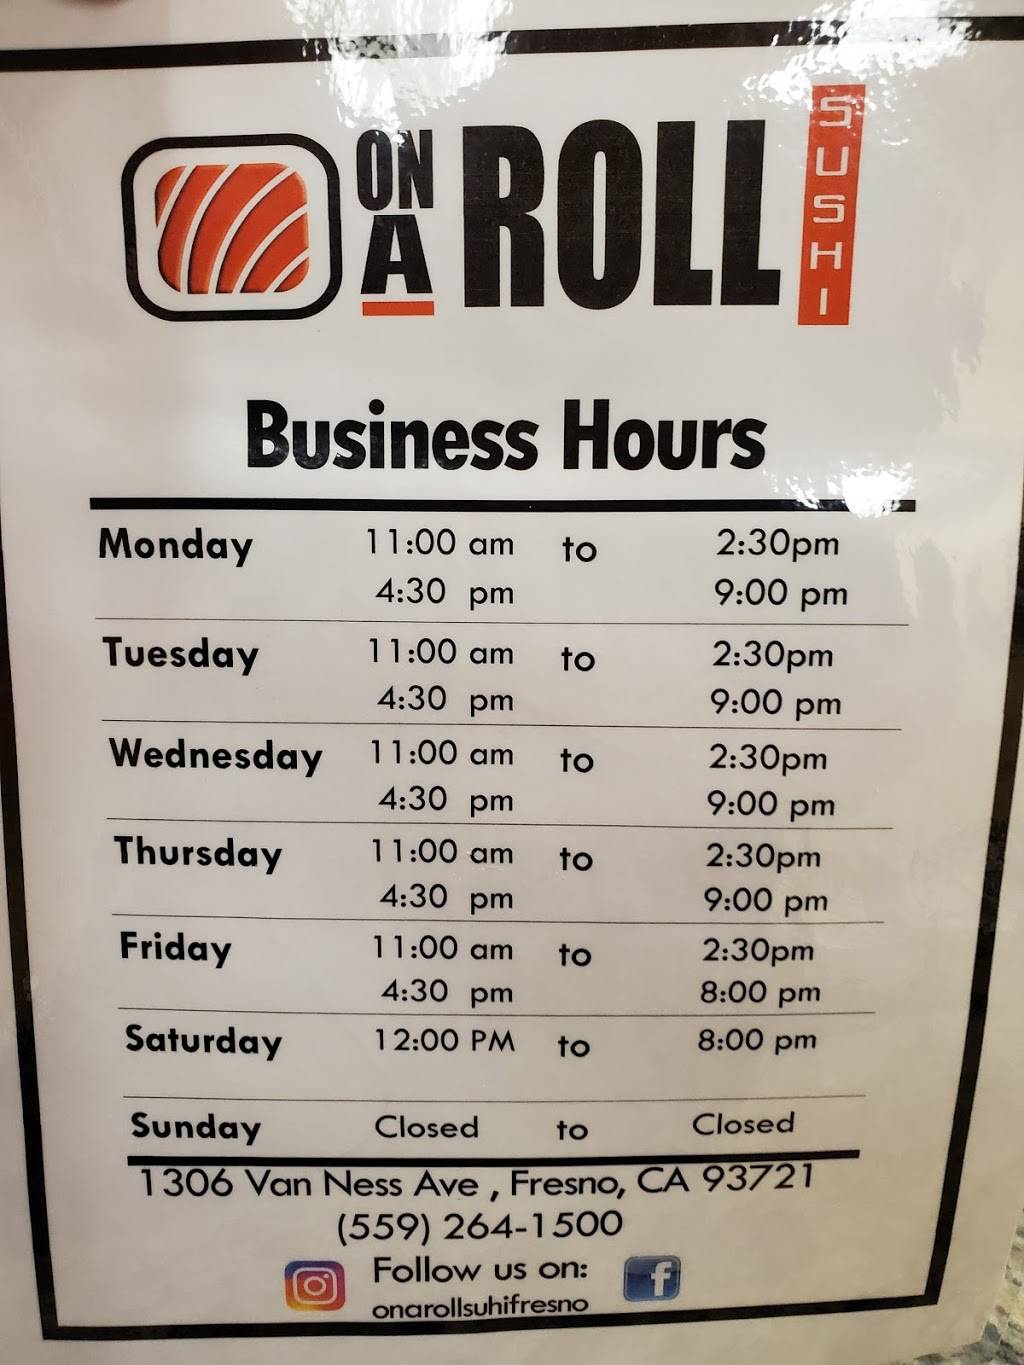 ON A ROLL SUSHI
Business Hours
Monday 11:00 am to 2:30pm
4:30 pm 9:00 pm
Tuesday 11:00 am to 2:30pm
4:30 pm 9:00 pm
Wednesday 11:00 am to 2:30pm
4:30 pm 9:00 pm
Thursday 11:00 am to 2:30pm
4:30 pm 9:00 pm
Friday 11:00 am to 2:30pm
4:30 pm 8:00 pm
Saturday 12:00 PM to 8:00 pm
Sunday Closed to Closed
1306 Van Ness Ave , Fresno, CA 93721
(559) 264-1500
Follow us on: f
onarollsuhifresno